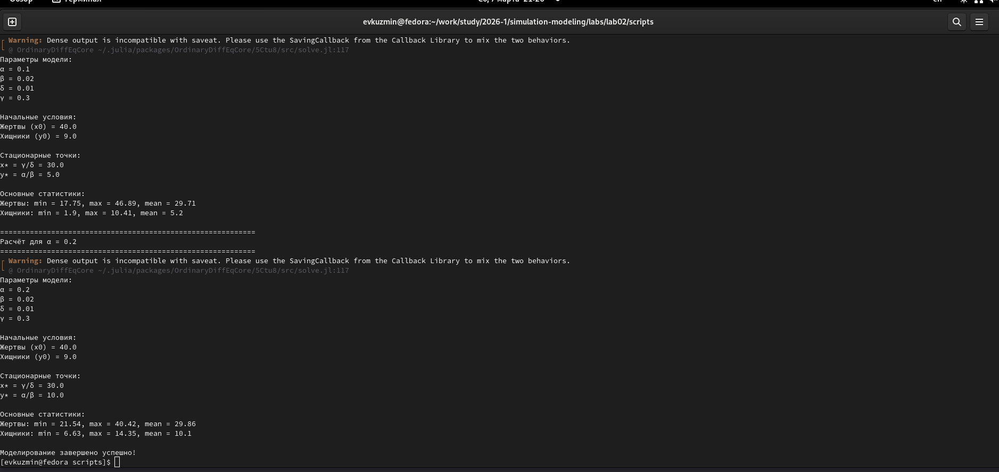 Обзор Терминал Сб, 7 марта 21:26 en
evkuzmin@fedora:~/work/study/2026-1/simulation-modeling/labs/lab02/scripts
Warning: Dense output is incompatible with saveat. Please use the SavingCallback from the Callback Library to mix the two behaviors.
@ OrdinaryDiffEqCore ~/.julia/packages/OrdinaryDiffEqCore/5Ctu8/src/solve.jl:117
Параметры модели:
α = 0.1
β = 0.02
δ = 0.01
γ = 0.3
Начальные условия:
Жертвы (x0) = 40.0
Хищники (y0) = 9.0
Стационарные точки:
x* = γ/δ = 30.0
y* = α/β = 5.0
Основные статистики:
Жертвы: min = 17.75, max = 46.89, mean = 29.71
Хищники: min = 1.9, max = 10.41, mean = 5.2
============================================================
Расчёт для α = 0.2
============================================================
Warning: Dense output is incompatible with saveat. Please use the SavingCallback from the Callback Library to mix the two behaviors.
@ OrdinaryDiffEqCore ~/.julia/packages/OrdinaryDiffEqCore/5Ctu8/src/solve.jl:117
Параметры модели:
α = 0.2
β = 0.02
δ = 0.01
γ = 0.3
Начальные условия:
Жертвы (x0) = 40.0
Хищники (y0) = 9.0
Стационарные точки:
x* = γ/δ = 30.0
y* = α/β = 10.0
Основные статистики:
Жертвы: min = 21.54, max = 40.42, mean = 29.86
Хищники: min = 6.63, max = 14.35, mean = 10.1
Моделирование завершено успешно!
[evkuzmin@fedora scripts]$